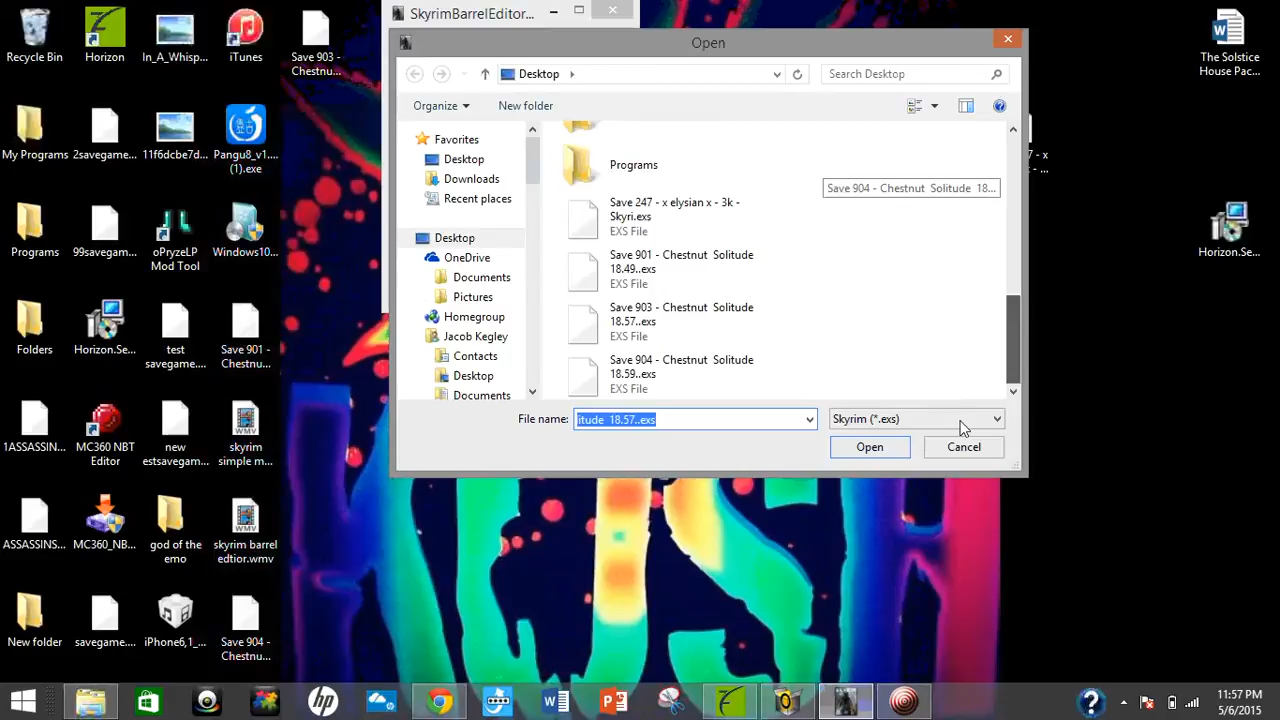 SkyrimBarrelEditor...
Open
Desktop
Search Desktop
Organize
New folder
Favorites
Desktop
Downloads
Recent places
Desktop
OneDrive
Documents
Pictures
Homegroup
Jacob Kegley
Contacts
Desktop
Documents
Programs
Save 247 - x elysian x - 3k -
Skyri.exs
EXS File
Save 901 - Chestnut Solitude
18.49..exs
EXS File
Save 903 - Chestnut Solitude
18.57..exs
EXS File
Save 904 - Chestnut Solitude
18.59..exs
EXS File
Save 904 - Chestnut Solitude 18...
File name:
itude 18.57..exs
Skyrim (*.exs)
Open
Cancel
Recycle Bin
Horizon
In_A_Whisp...
iTunes
Save 903 -
Chestnu...
My Programs
2savegame...
11f6dcbe7d...
Pangu8_v1....
(1).exe
Programs
99savegam...
oPryzeLP
Mod Tool
Windows10...
Folders
Horizon.Se...
test
savegame....
Save 901 -
Chestnu...
1ASSASSIN...
MC360 NBT
Editor
new
estsavegam...
skyrim
simple m...
ASSASSINS...
MC360_NB...
god of the
emo
skyrim barrel
edtior.wmv
New folder
savegame....
iPhone6,1_...
Save 904 -
Chestnu...
The Solstice
House Pac...
7 - x
k - ...
Horizon.Se...
11:57 PM
5/6/2015